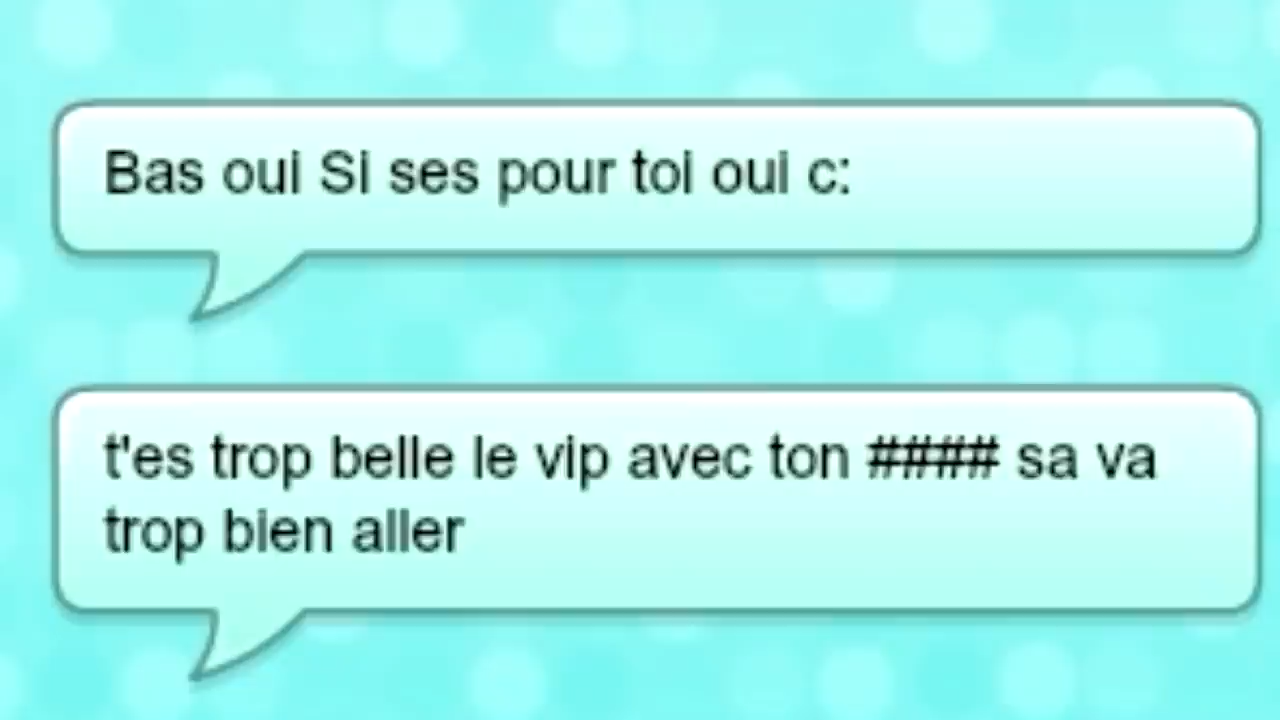 Bas oui Si ses pour toi oui c:
t'es trop belle le vip avec ton #### sa va
trop bien aller